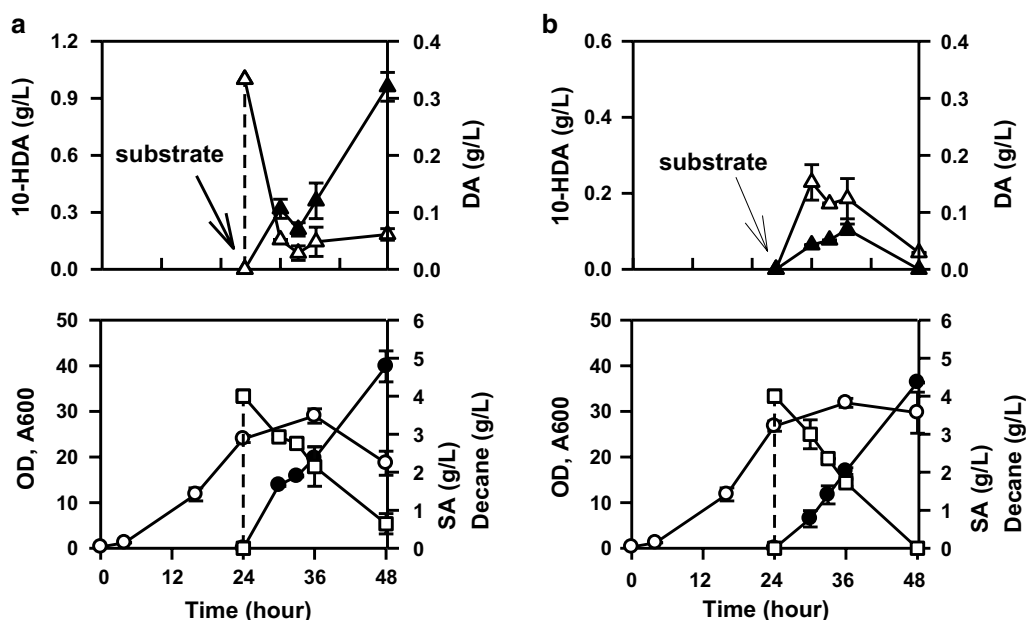 a
1.2
0.9
0.6
0.3
0.0
10-HDA (g/L)
substrate
0.4
0.3
0.2
0.1
0.0
DA (g/L)
50
40
30
20
10
0
OD, A600
6
5
4
3
2
1
0
SA (g/L)
Decane (g/L)
0 12 24 36 48
Time (hour)
b
0.6
0.4
0.2
0.0
10-HDA (g/L)
substrate
0.4
0.3
0.2
0.1
0.0
DA (g/L)
50
40
30
20
10
0
OD, A600
6
5
4
3
2
1
0
SA (g/L)
Decane (g/L)
0 12 24 36 48
Time (hour)